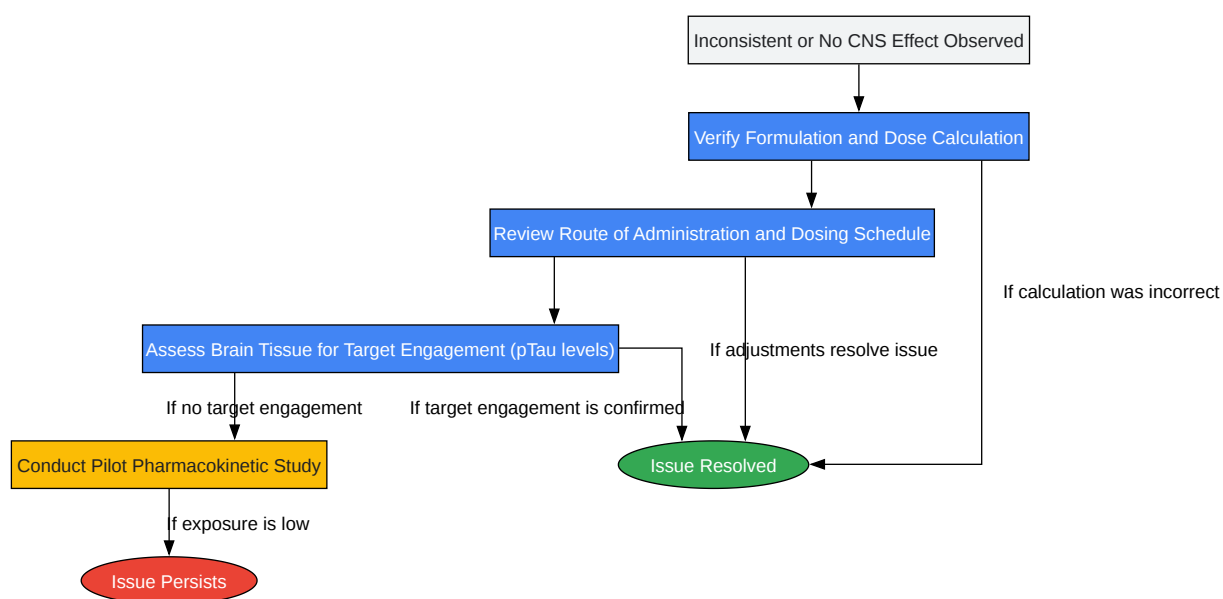 Inconsistent or No CNS Effect Observed
Verify Formulation and Dose Calculation
Review Route of Administration and Dosing Schedule
If calculation was incorrect
Assess Brain Tissue for Target Engagement (pTau levels)
If adjustments resolve issue
If no target engagement
If target engagement is confirmed
Conduct Pilot Pharmacokinetic Study
Issue Resolved
If exposure is low
Issue Persists